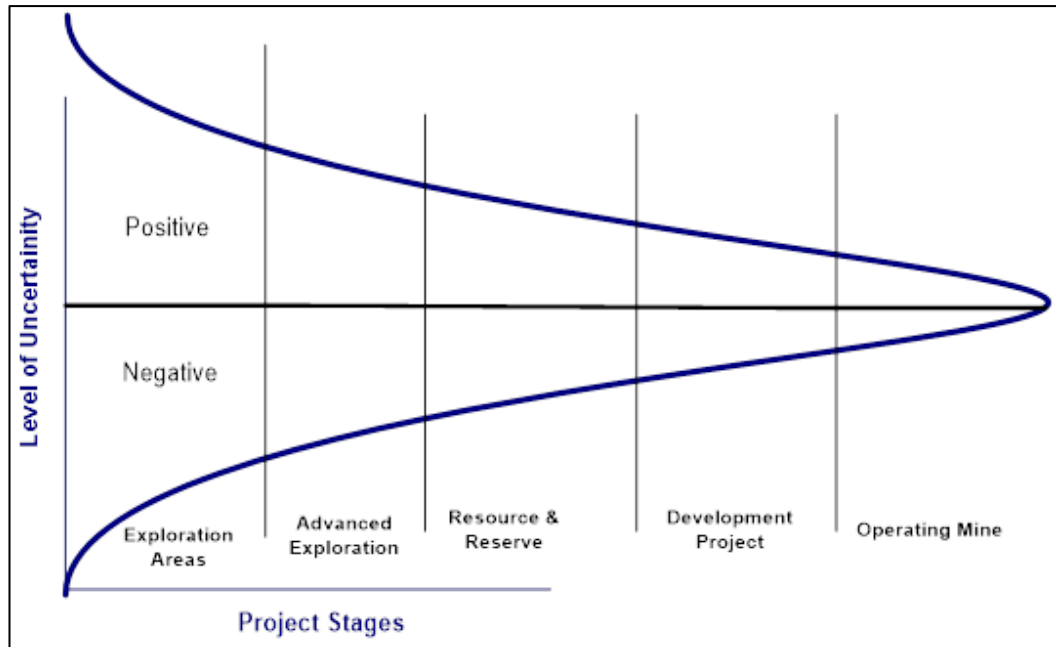 Level of Uncertainity
Positive
Negative
Exploration
Areas
Advanced
Exploration
Resource &
Reserve
Development
Project
Operating Mine
Project Stages